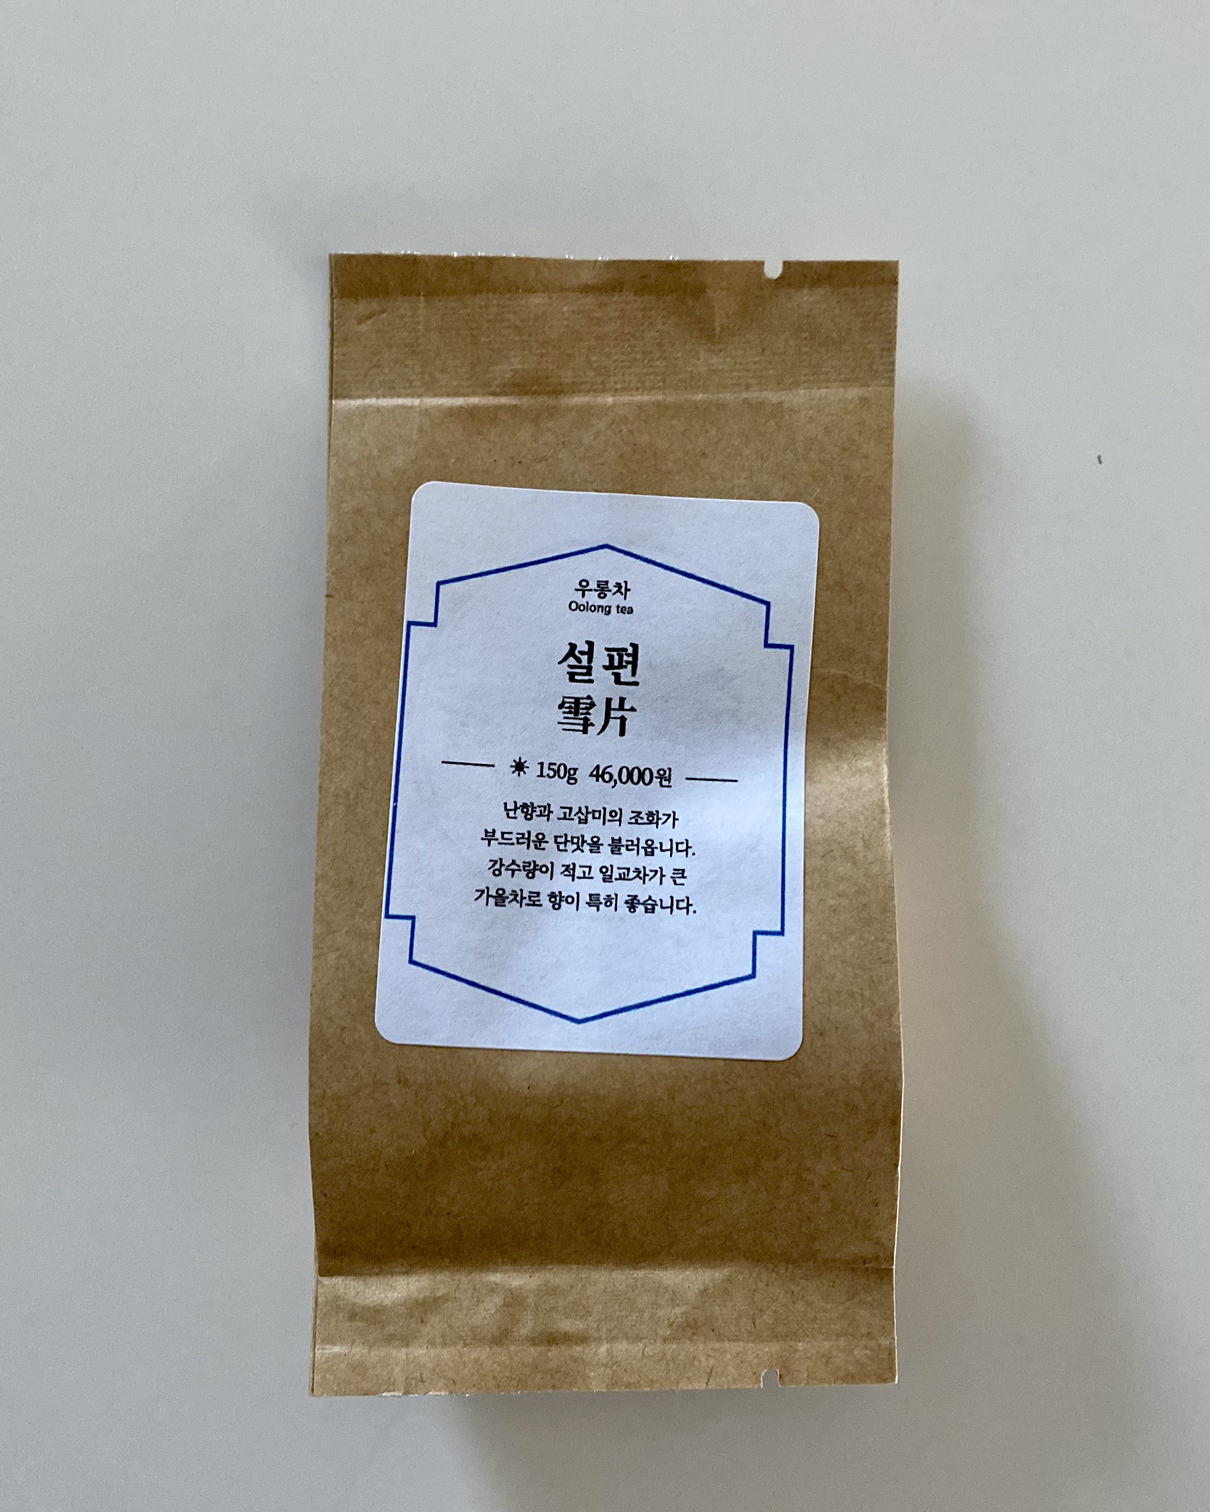 우롱차
Oolong tea
설편
雪片
150g 46,000원
난향과 고삽미의 조화가
부드러운 단맛을 불러옵니다.
강수량이 적고 일교차가 큰
가을차로 향이 특히 좋습니다.